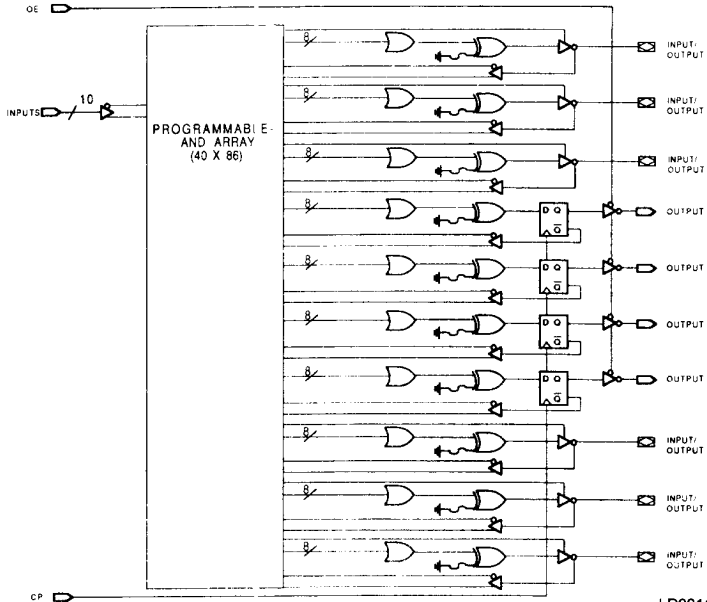 OE
8
INPUT/
OUTPUT
INPUTS
10
8
INPUT/
OUTPUT
PROGRAMMABLE-
AND ARRAY
(40 X 86)
8
INPUT/
OUTPUT
8
D Q
Q
OUTPUT
8
D Q
Q
OUTPUT
8
D Q
Q
OUTPUT
8
D Q
Q
OUTPUT
8
INPUT/
OUTPUT
8
INPUT/
OUTPUT
8
INPUT/
OUTPUT
CP